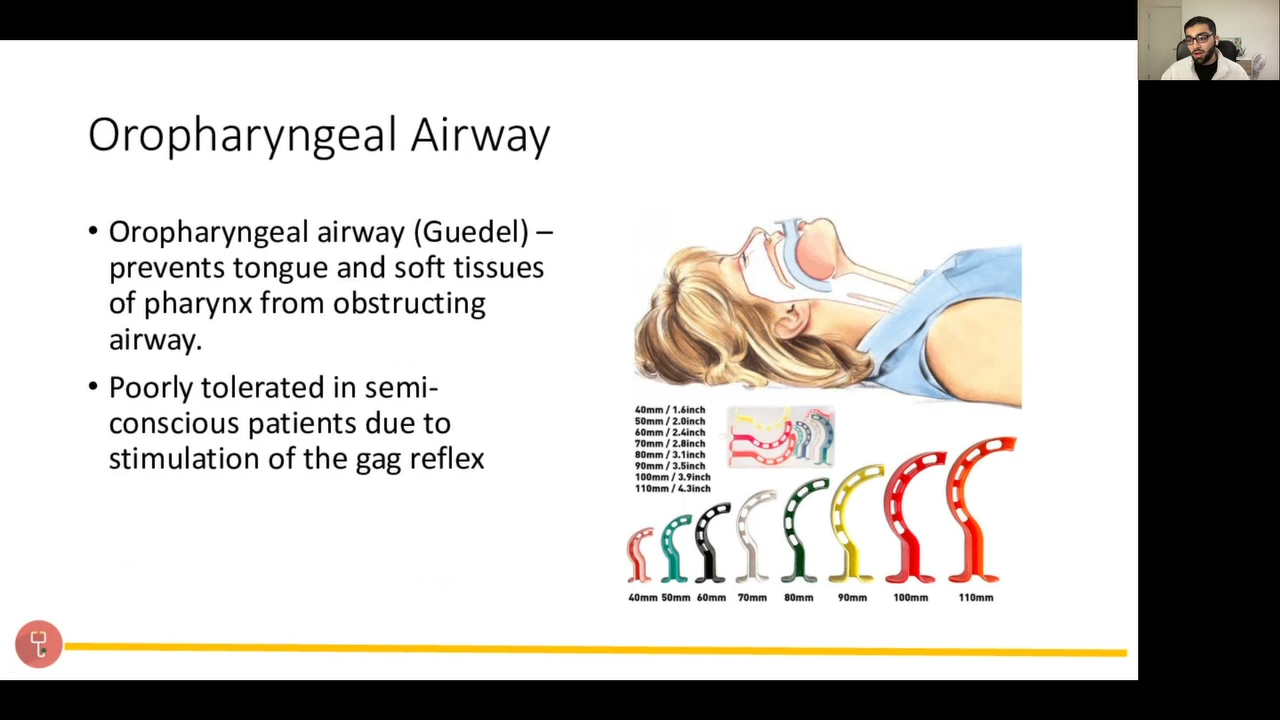 Oropharyngeal Airway
• Oropharyngeal airway (Guedel) –
prevents tongue and soft tissues
of pharynx from obstructing
airway.
• Poorly tolerated in semi-
conscious patients due to
stimulation of the gag reflex
40mm / 1.6inch
50mm / 2.0inch
60mm / 2.4inch
70mm / 2.8inch
80mm / 3.1inch
90mm / 3.5inch
100mm / 3.9inch
110mm / 4.3inch
40mm 50mm 60mm 70mm 80mm 90mm 100mm 110mm